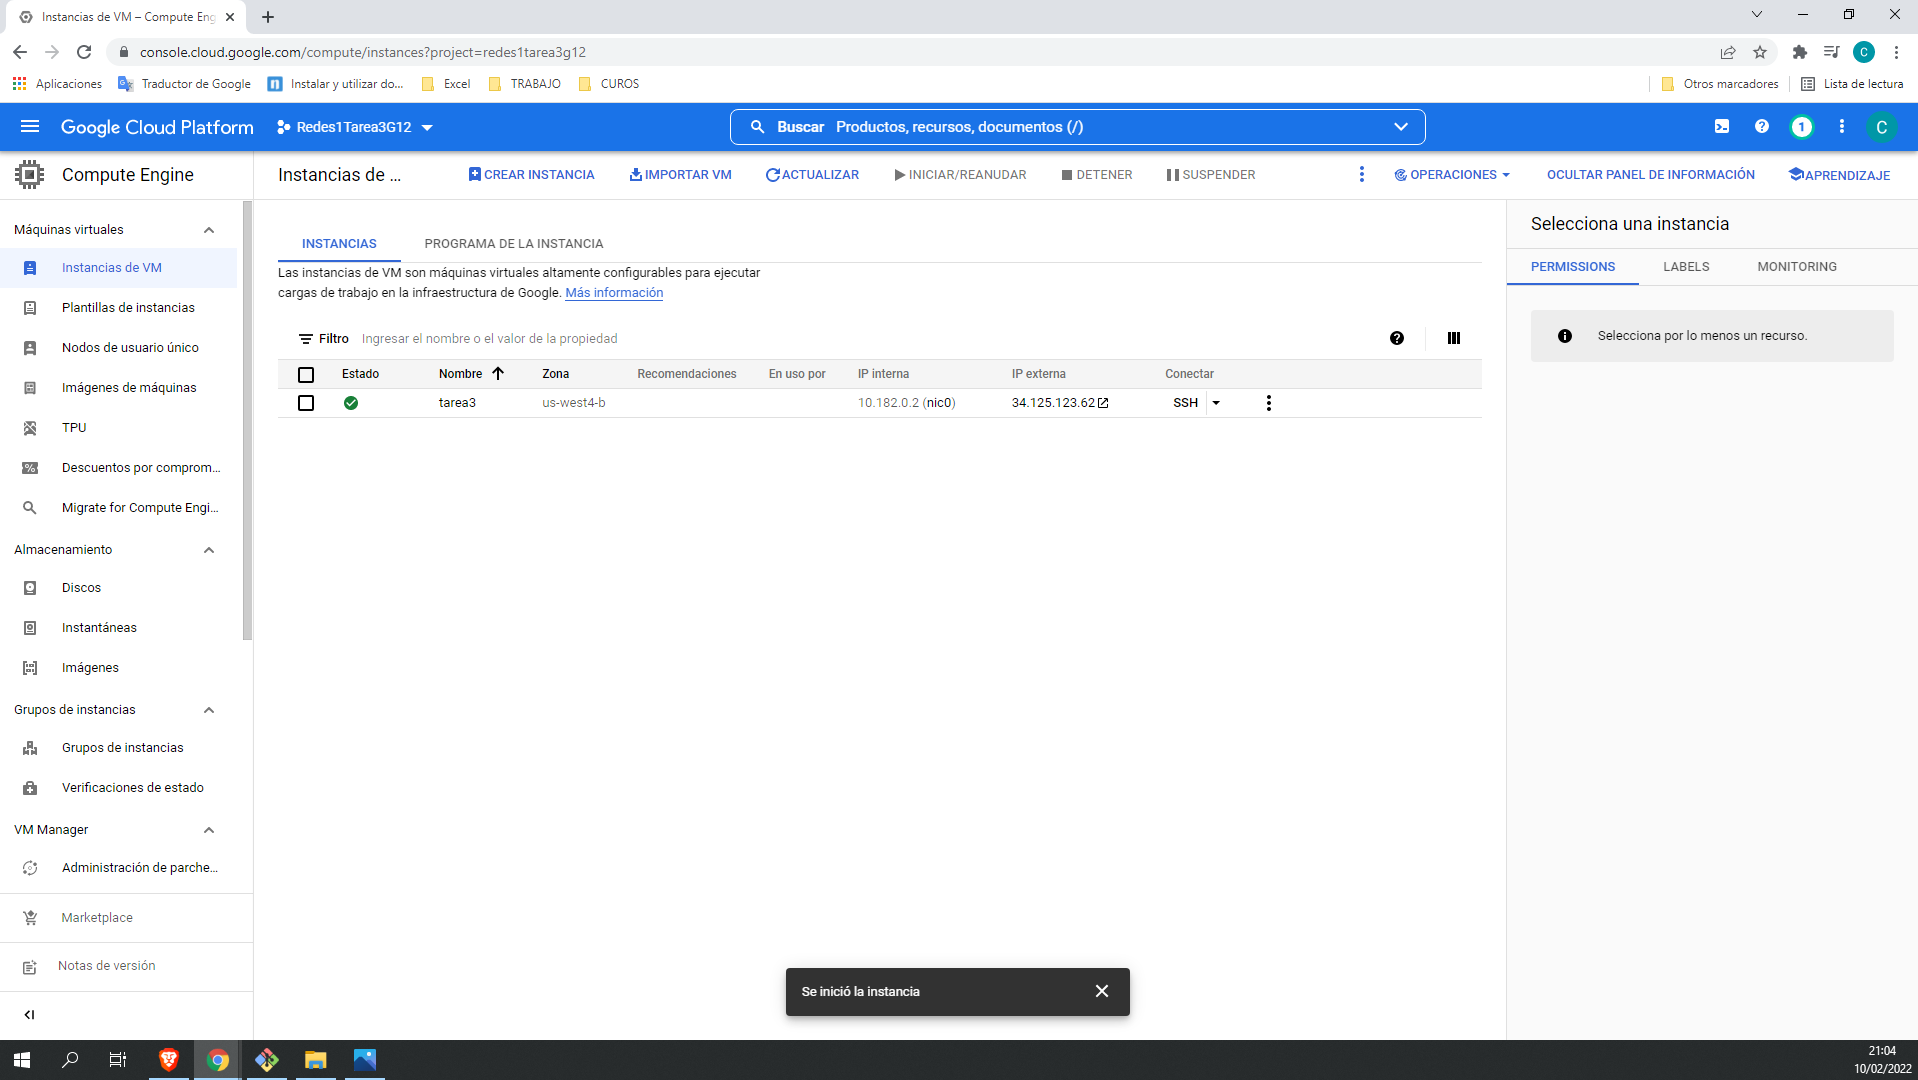 Instancias de VM – Compute Eng
console.cloud.google.com/compute/instances?project=redes1tarea3g12
C
Aplicaciones
Traductor de Google
Instalar y utilizar do...
Excel
TRABAJO
CUROS
Otros marcadores
Lista de lectura
Google Cloud Platform
Redes1Tarea3G12
Buscar Productos, recursos, documentos (/)
1
C
Compute Engine
Instancias de ...
CREAR INSTANCIA
IMPORTAR VM
ACTUALIZAR
INICIAR/REANUDAR
DETENER
SUSPENDER
OPERACIONES
OCULTAR PANEL DE INFORMACIÓN
APRENDIZAJE
Máquinas virtuales
Instancias de VM
Plantillas de instancias
Nodos de usuario único
Imágenes de máquinas
TPU
Descuentos por comprom...
Migrate for Compute Engi...
Almacenamiento
Discos
Instantáneas
Imágenes
Grupos de instancias
Grupos de instancias
Verificaciones de estado
VM Manager
Administración de parche...
Marketplace
Notas de versión
INSTANCIAS
PROGRAMA DE LA INSTANCIA
Las instancias de VM son máquinas virtuales altamente configurables para ejecutar
cargas de trabajo en la infraestructura de Google. Más información
Filtro Ingresar el nombre o el valor de la propiedad
Estado Nombre Zona Recomendaciones En uso por IP interna IP externa Conectar
tarea3 us-west4-b 10.182.0.2 (nic0) 34.125.123.62 SSH
Selecciona una instancia
PERMISSIONS
LABELS
MONITORING
Selecciona por lo menos un recurso.
Se inició la instancia
21:04
10/02/2022